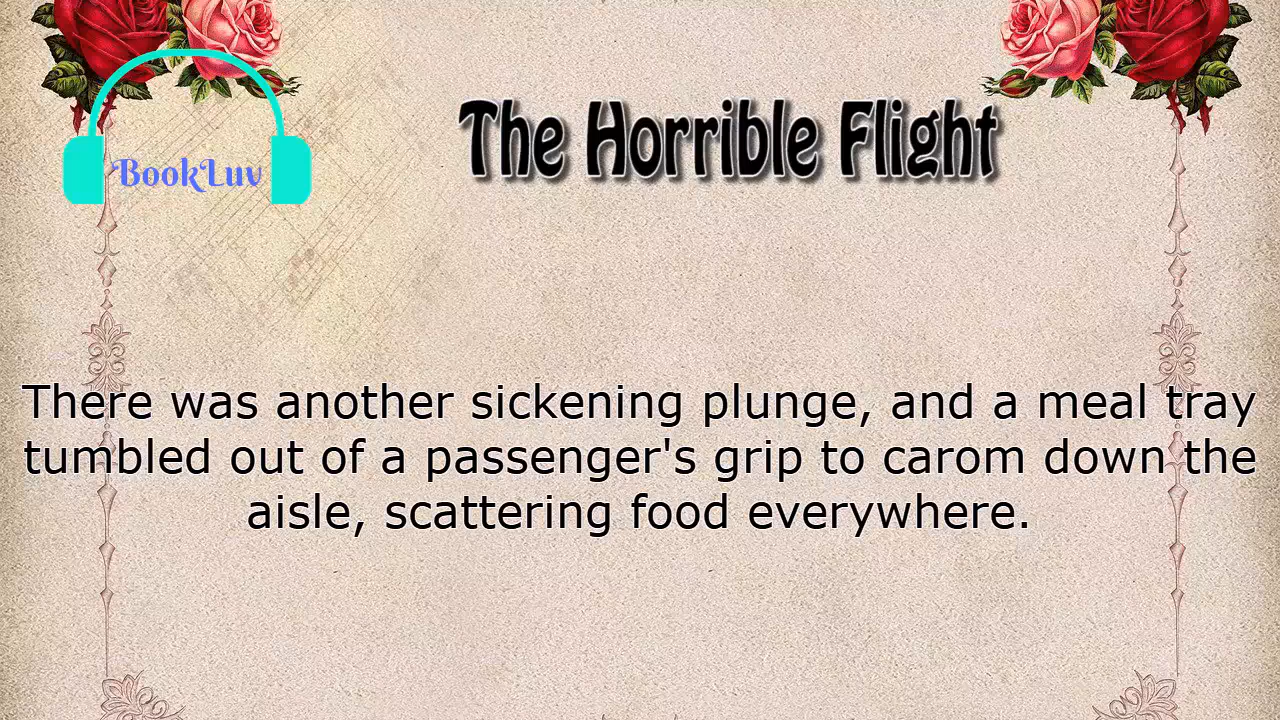 The Horrible Flight
BookLuv
There was another sickening plunge, and a meal tray
tumbled out of a passenger's grip to carom down the
aisle, scattering food everywhere.